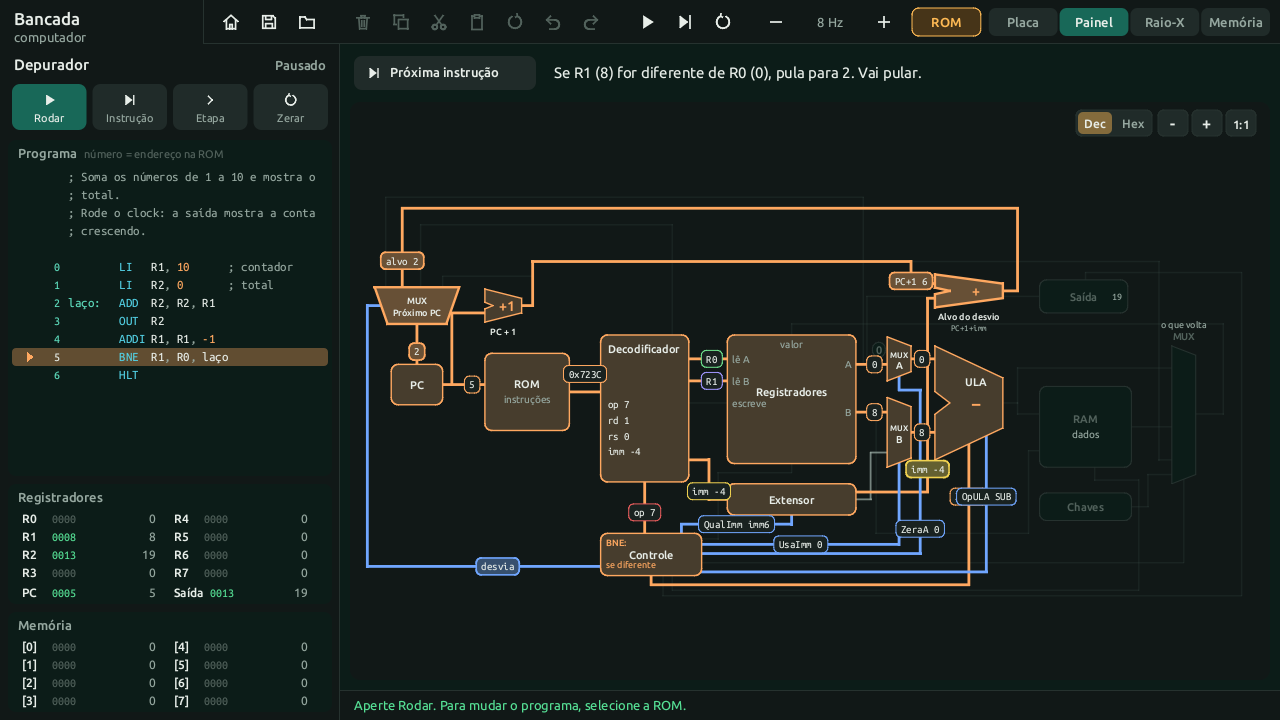 Bancada
computador
8 Hz
ROM
Placa
Painel
Raio-X
Memória
Depurador
Pausado
Rodar
Instrução
Etapa
Zerar
Próxima instrução
Se R1 (8) for diferente de R0 (0), pula para 2. Vai pular.
Dec
Hex
-
+
1:1
Programa número = endereço na ROM
; Soma os números de 1 a 10 e mostra o
; total.
; Rode o clock: a saída mostra a conta
; crescendo.
0 LI R1, 10 ; contador
1 LI R2, 0 ; total
2 laço: ADD R2, R2, R1
3 OUT R2
4 ADDI R1, R1, -1
5 BNE R1, R0, laço
6 HLT
Registradores
R0 0000 0 R4 0000 0
R1 0008 8 R5 0000 0
R2 0013 19 R6 0000 0
R3 0000 0 R7 0000 0
PC 0005 5 Saída 0013 19
Memória
[0] 0000 0 [4] 0000 0
[1] 0000 0 [5] 0000 0
[2] 0000 0 [6] 0000 0
[3] 0000 0 [7] 0000 0
alvo 2
MUX
Próximo PC
+1
PC + 1
2
PC
5
ROM
instruções
0x723C
Decodificador
op 7
rd 1
rs 0
imm -4
R0
R1
valor
lê A
lê B
escreve
Registradores
A
B
0
0
8
MUX
A
MUX
B
0
8
PC+1 6
+
Alvo do desvio
PC+1+imm
ULA
−
Saída 19
o que volta
MUX
RAM
dados
Chaves
imm -4
imm -4
Extensor
OpULA SUB
op 7
QualImm imm6
ZeraA 0
UsaImm 0
BNE:
Controle
se diferente
desvia
Aperte Rodar. Para mudar o programa, selecione a ROM.